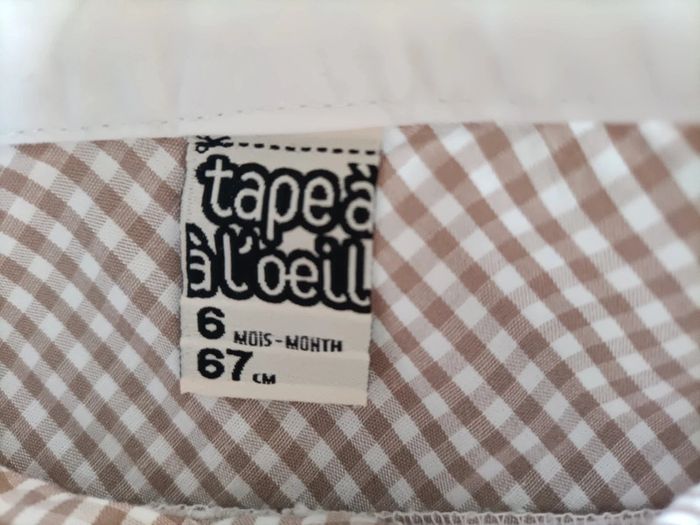 tape à
à l'oeil
6 MOIS-MONTH
67 CM